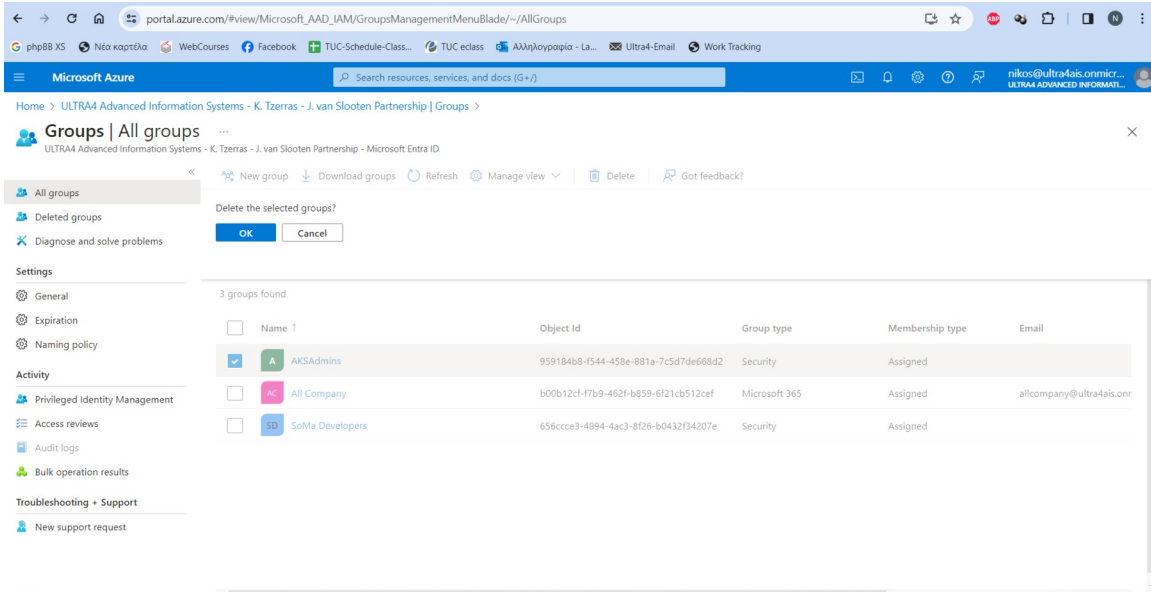 portal.azure.com/#view/Microsoft_AAD_IAM/GroupsManagementMenuBlade/~/AllGroups
ABP
N
phpBB XS Νέα καρτέλα WebCourses Facebook TUC-Schedule-Class... TUC eclass Αλληλογραφία - La... Ultra4-Email Work Tracking
Microsoft Azure
Search resources, services, and docs (G+/)
nikos@ultra4ais.onmicr...
ULTRA4 ADVANCED INFORMATI...
Home > ULTRA4 Advanced Information Systems - K. Tzerras - J. van Slooten Partnership | Groups >
Groups | All groups ...
ULTRA4 Advanced Information Systems - K. Tzerras - J. van Slooten Partnership - Microsoft Entra ID
New group Download groups Refresh Manage view Delete Got feedback?
All groups
Deleted groups
Diagnose and solve problems
Settings
General
Expiration
Naming policy
Activity
Privileged Identity Management
Access reviews
Audit logs
Bulk operation results
Troubleshooting + Support
New support request
Delete the selected groups?
OK Cancel
3 groups found
Name ↑ Object Id Group type Membership type Email
A AKSAdmins 959184b8-f544-458e-881a-7c5d7de668d2 Security Assigned
AC All Company b00b12cf-f7b9-462f-b859-6f21cb512cef Microsoft 365 Assigned allcompany@ultra4ais.onr
SD SoMa Developers 656ccce3-4894-4ac3-8f26-b0432f34207e Security Assigned